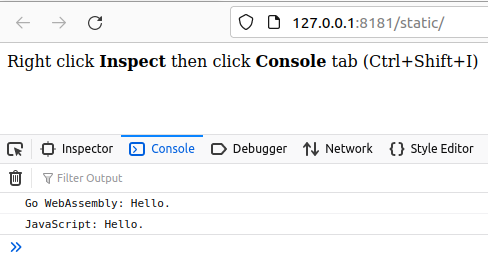 127.0.0.1:8181/static/
Right click Inspect then click Console tab (Ctrl+Shift+I)
Inspector Console Debugger Network Style Editor
Filter Output
Go WebAssembly: Hello.
JavaScript: Hello.